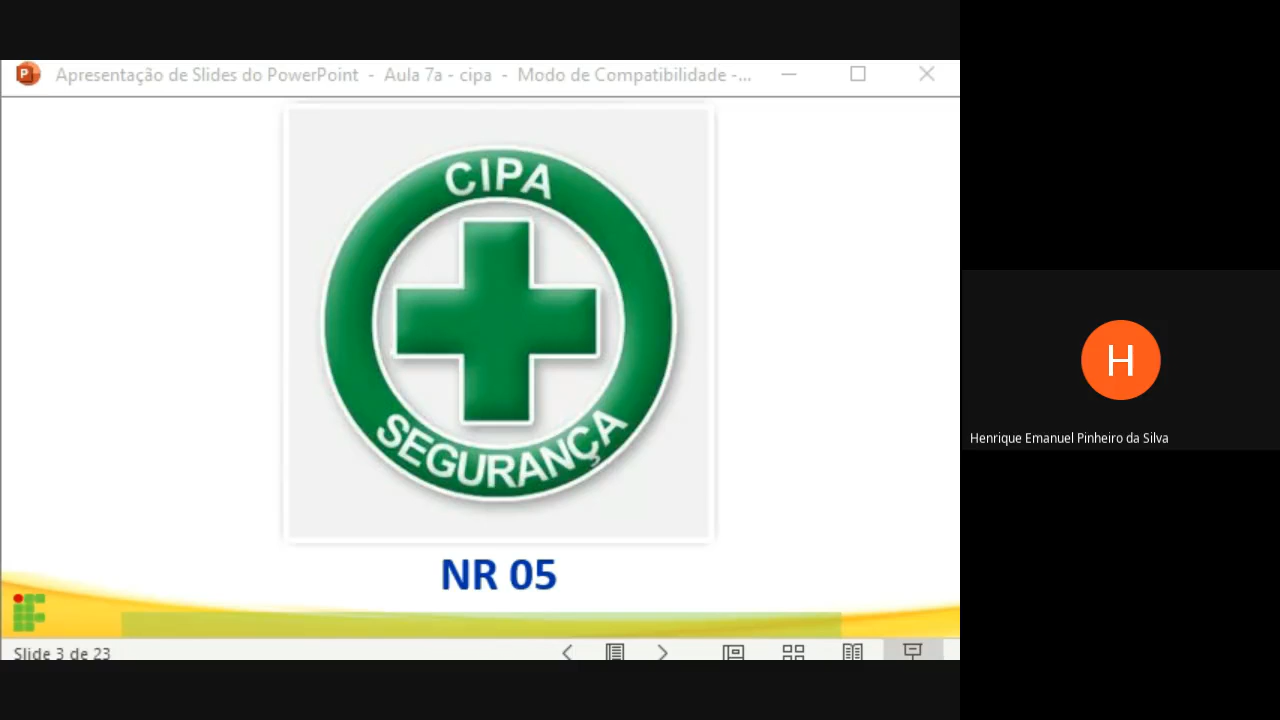 Apresentação de Slides do PowerPoint - Aula 7a - cipa - Modo de Compatibilidade -...
CIPA
SEGURANÇA
NR 05
Slide 3 de 23
H
Henrique Emanuel Pinheiro da Silva